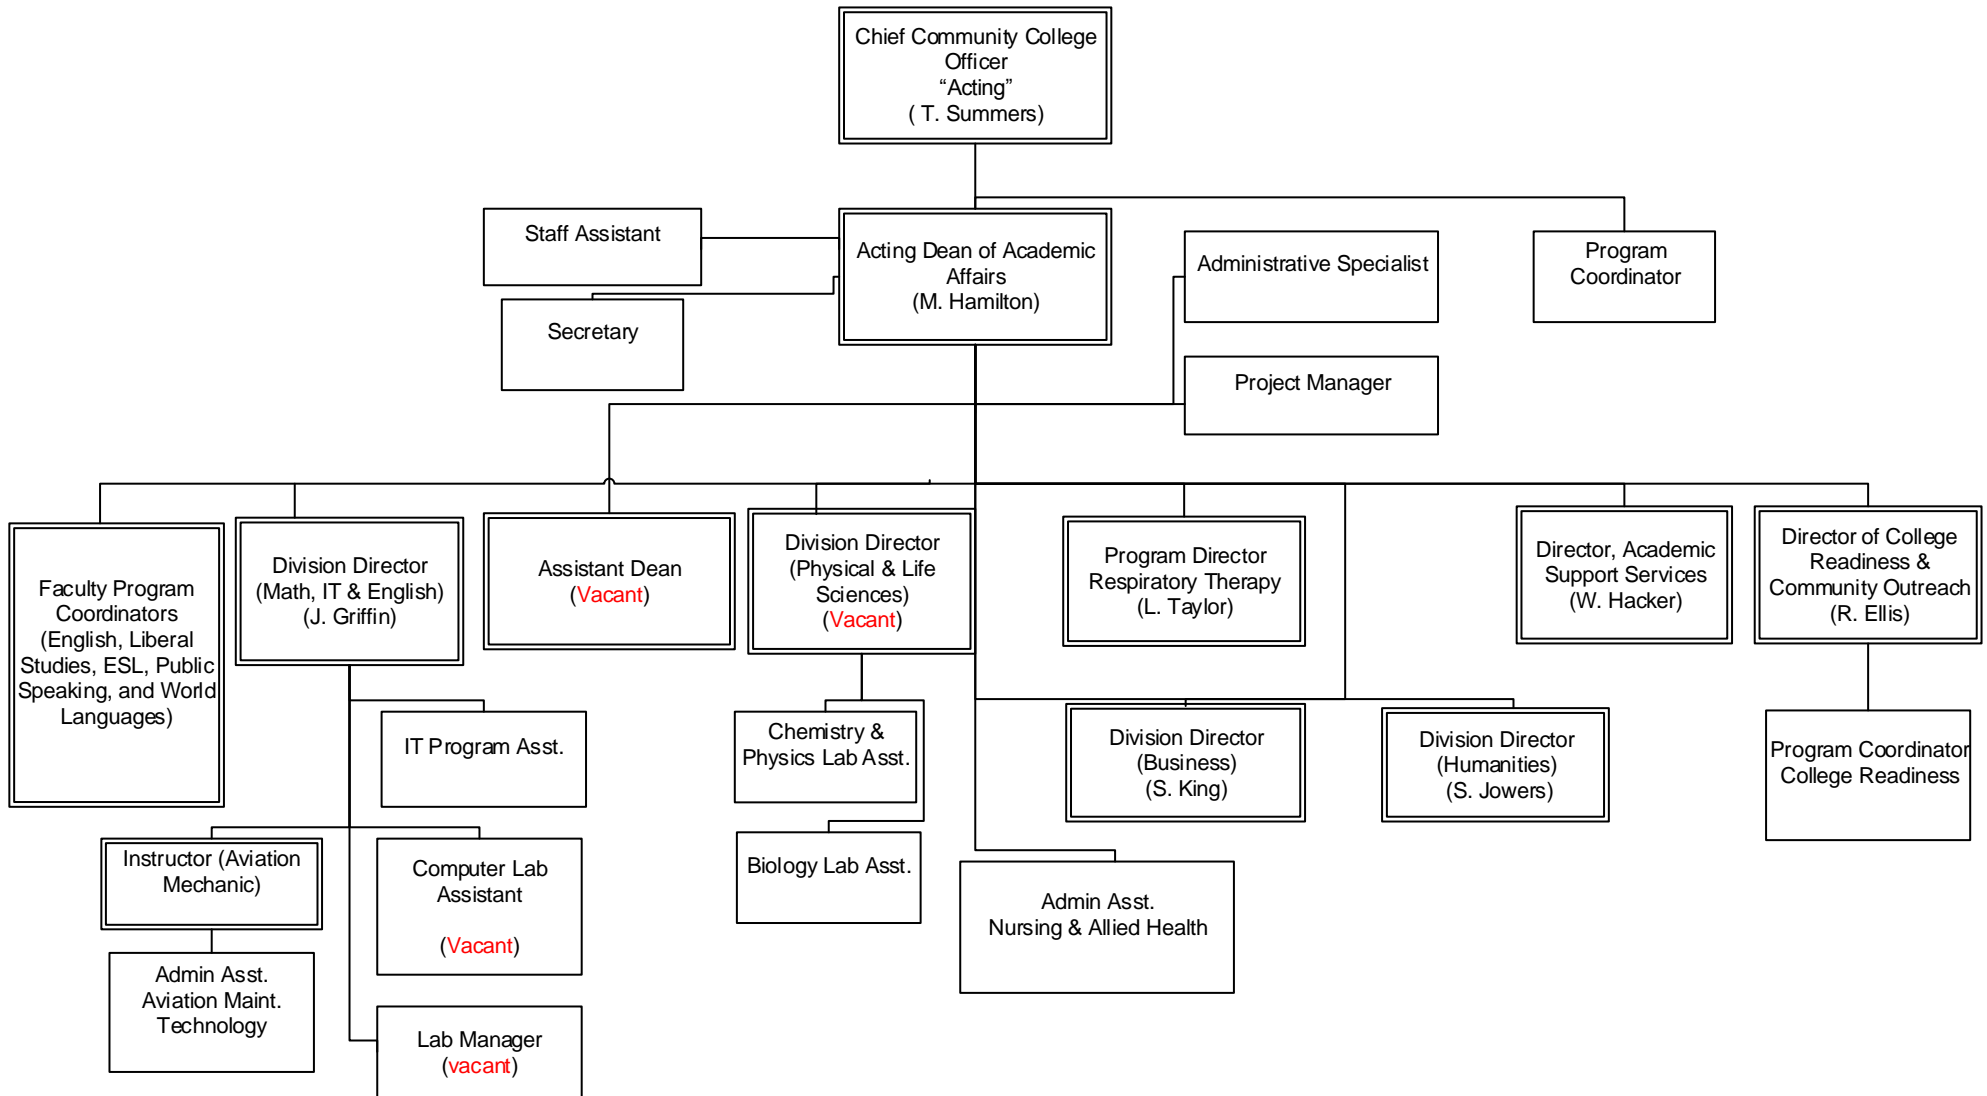 Chief Community College
Officer
“Acting”
( T. Summers)
Staff Assistant
Acting Dean of Academic
Affairs
(M. Hamilton)
Administrative Specialist
Program
Coordinator
Secretary
Project Manager
Faculty Program
Coordinators
(English, Liberal
Studies, ESL, Public
Speaking, and World
Languages)
Division Director
(Math, IT & English)
(J. Griffin)
Assistant Dean
(Vacant)
Division Director
(Physical & Life
Sciences)
(Vacant)
Program Director
Respiratory Therapy
(L. Taylor)
Director, Academic
Support Services
(W. Hacker)
Director of College
Readiness &
Community Outreach
(R. Ellis)
IT Program Asst.
Chemistry &
Physics Lab Asst.
Division Director
(Business)
(S. King)
Division Director
(Humanities)
(S. Jowers)
Program Coordinator
College Readiness
Instructor (Aviation
Mechanic)
Computer Lab
Assistant
(Vacant)
Biology Lab Asst.
Admin Asst.
Nursing & Allied Health
Admin Asst.
Aviation Maint.
Technology
Lab Manager
(vacant)